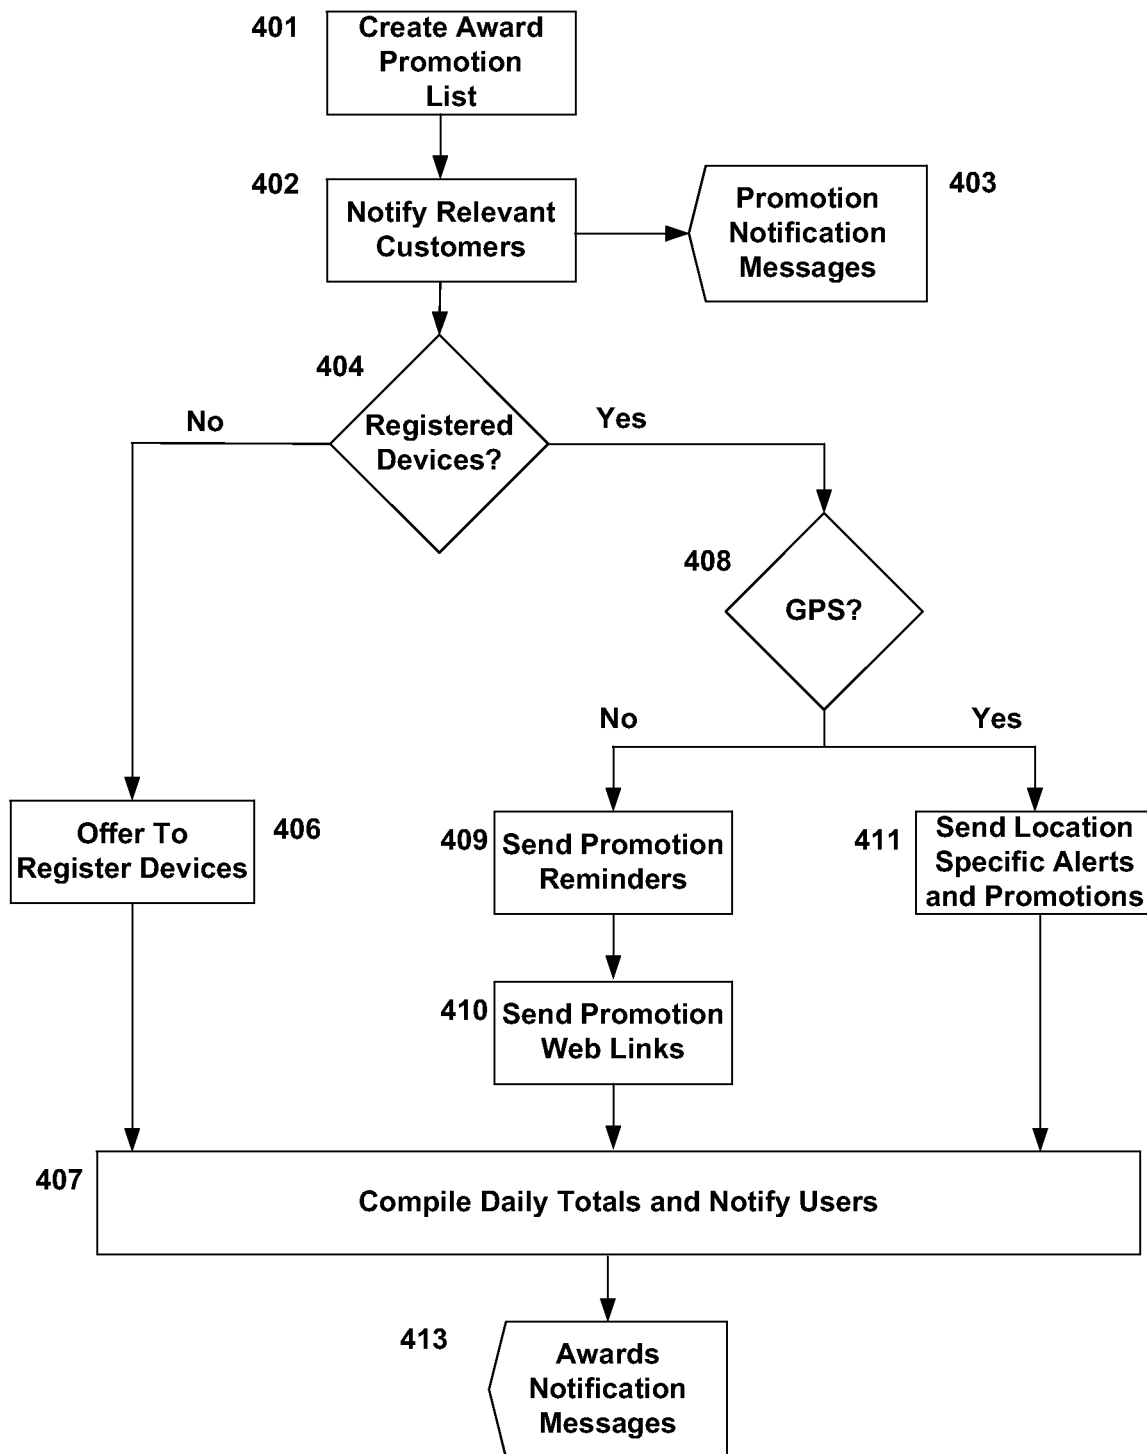 401
Create Award
Promotion
List
402
Notify Relevant
Customers
403
Promotion
Notification
Messages
404
Registered
Devices?
No
Yes
408
GPS?
No
Yes
Offer To
Register Devices
406
409
Send Promotion
Reminders
411
Send Location
Specific Alerts
and Promotions
410
Send Promotion
Web Links
407
Compile Daily Totals and Notify Users
413
Awards
Notification
Messages